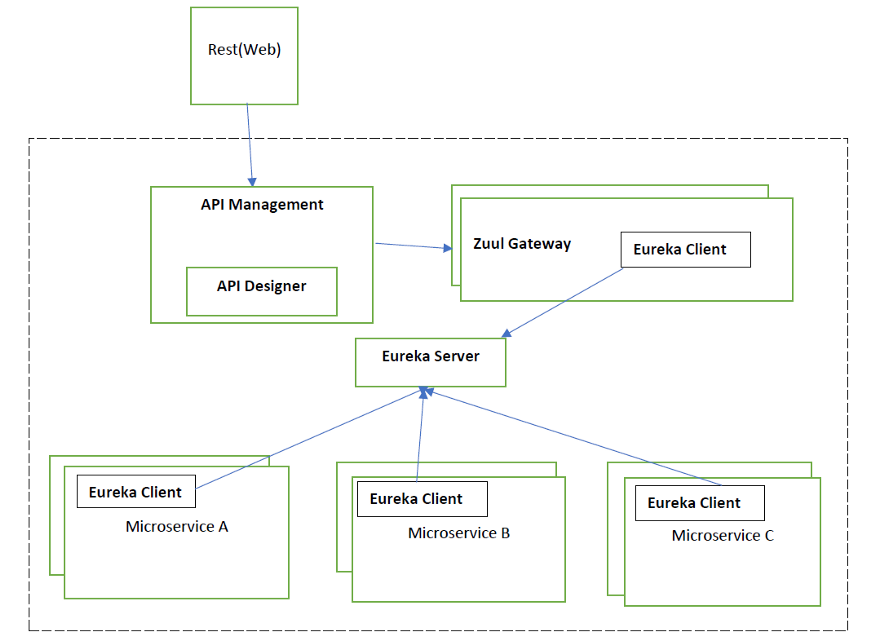 Rest(Web)
API Management
API Designer
Zuul Gateway
Eureka Client
Eureka Server
Eureka Client
Microservice A
Eureka Client
Microservice B
Eureka Client
Microservice C